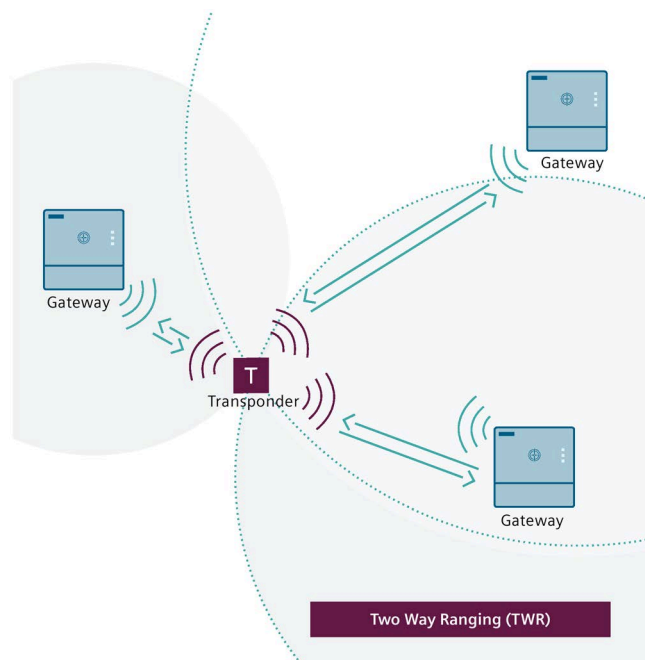 Gateway
Gateway
T
Transponder
Gateway
Two Way Ranging (TWR)